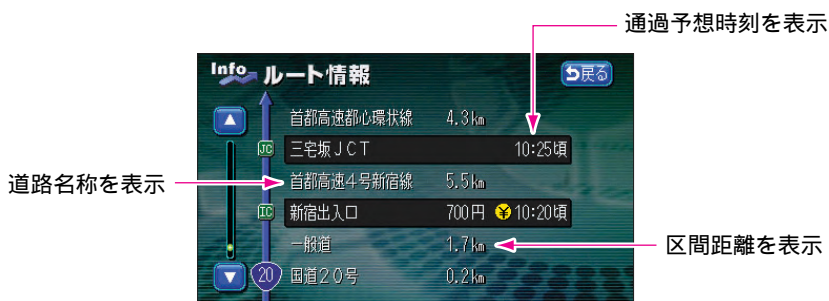 通過予想時刻を表示
Info ルート情報 戻る
首都高速都心環状線 4.3km
JC 三宅坂JCT 10:25頃
道路名称を表示
首都高速4号新宿線 5.5km
IC 新宿出入口 700円 ¥ 10:20頃
一般道 1.7km
区間距離を表示
20 国道20号 0.2km